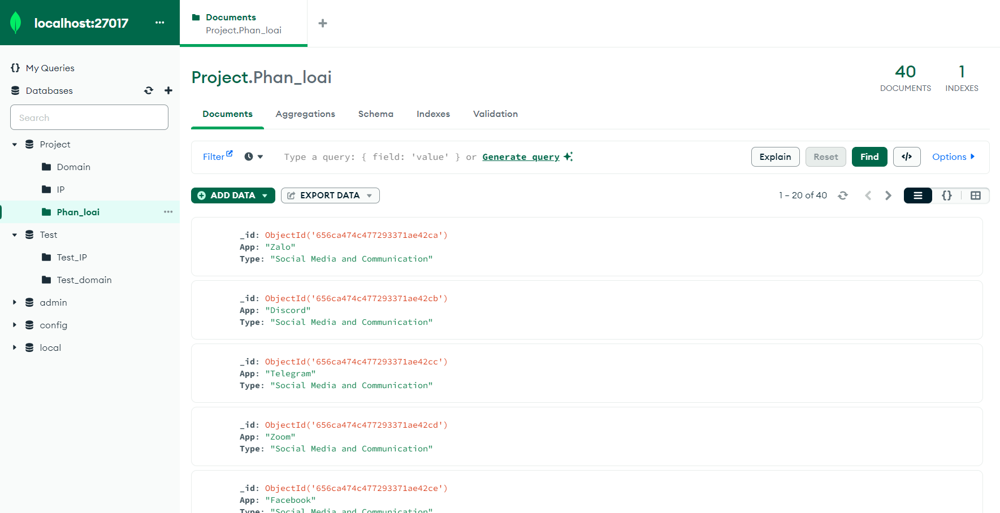 localhost:27017
My Queries
Databases
Search
Project
Domain
IP
Phan_loai
Test
Test_IP
Test_domain
admin
config
local
Documents
Project.Phan_loai
Project.Phan_loai
40
DOCUMENTS
1
INDEXES
Documents Aggregations Schema Indexes Validation
Filter Type a query: { field: 'value' } or Generate query Explain Reset Find </> Options
ADD DATA EXPORT DATA 1 – 20 of 40 {}
_id: ObjectId('656ca474c477293371ae42ca')
App: "Zalo"
Type: "Social Media and Communication"
_id: ObjectId('656ca474c477293371ae42cb')
App: "Discord"
Type: "Social Media and Communication"
_id: ObjectId('656ca474c477293371ae42cc')
App: "Telegram"
Type: "Social Media and Communication"
_id: ObjectId('656ca474c477293371ae42cd')
App: "Zoom"
Type: "Social Media and Communication"
_id: ObjectId('656ca474c477293371ae42ce')
App: "Facebook"
Type: "Social Media and Communication"